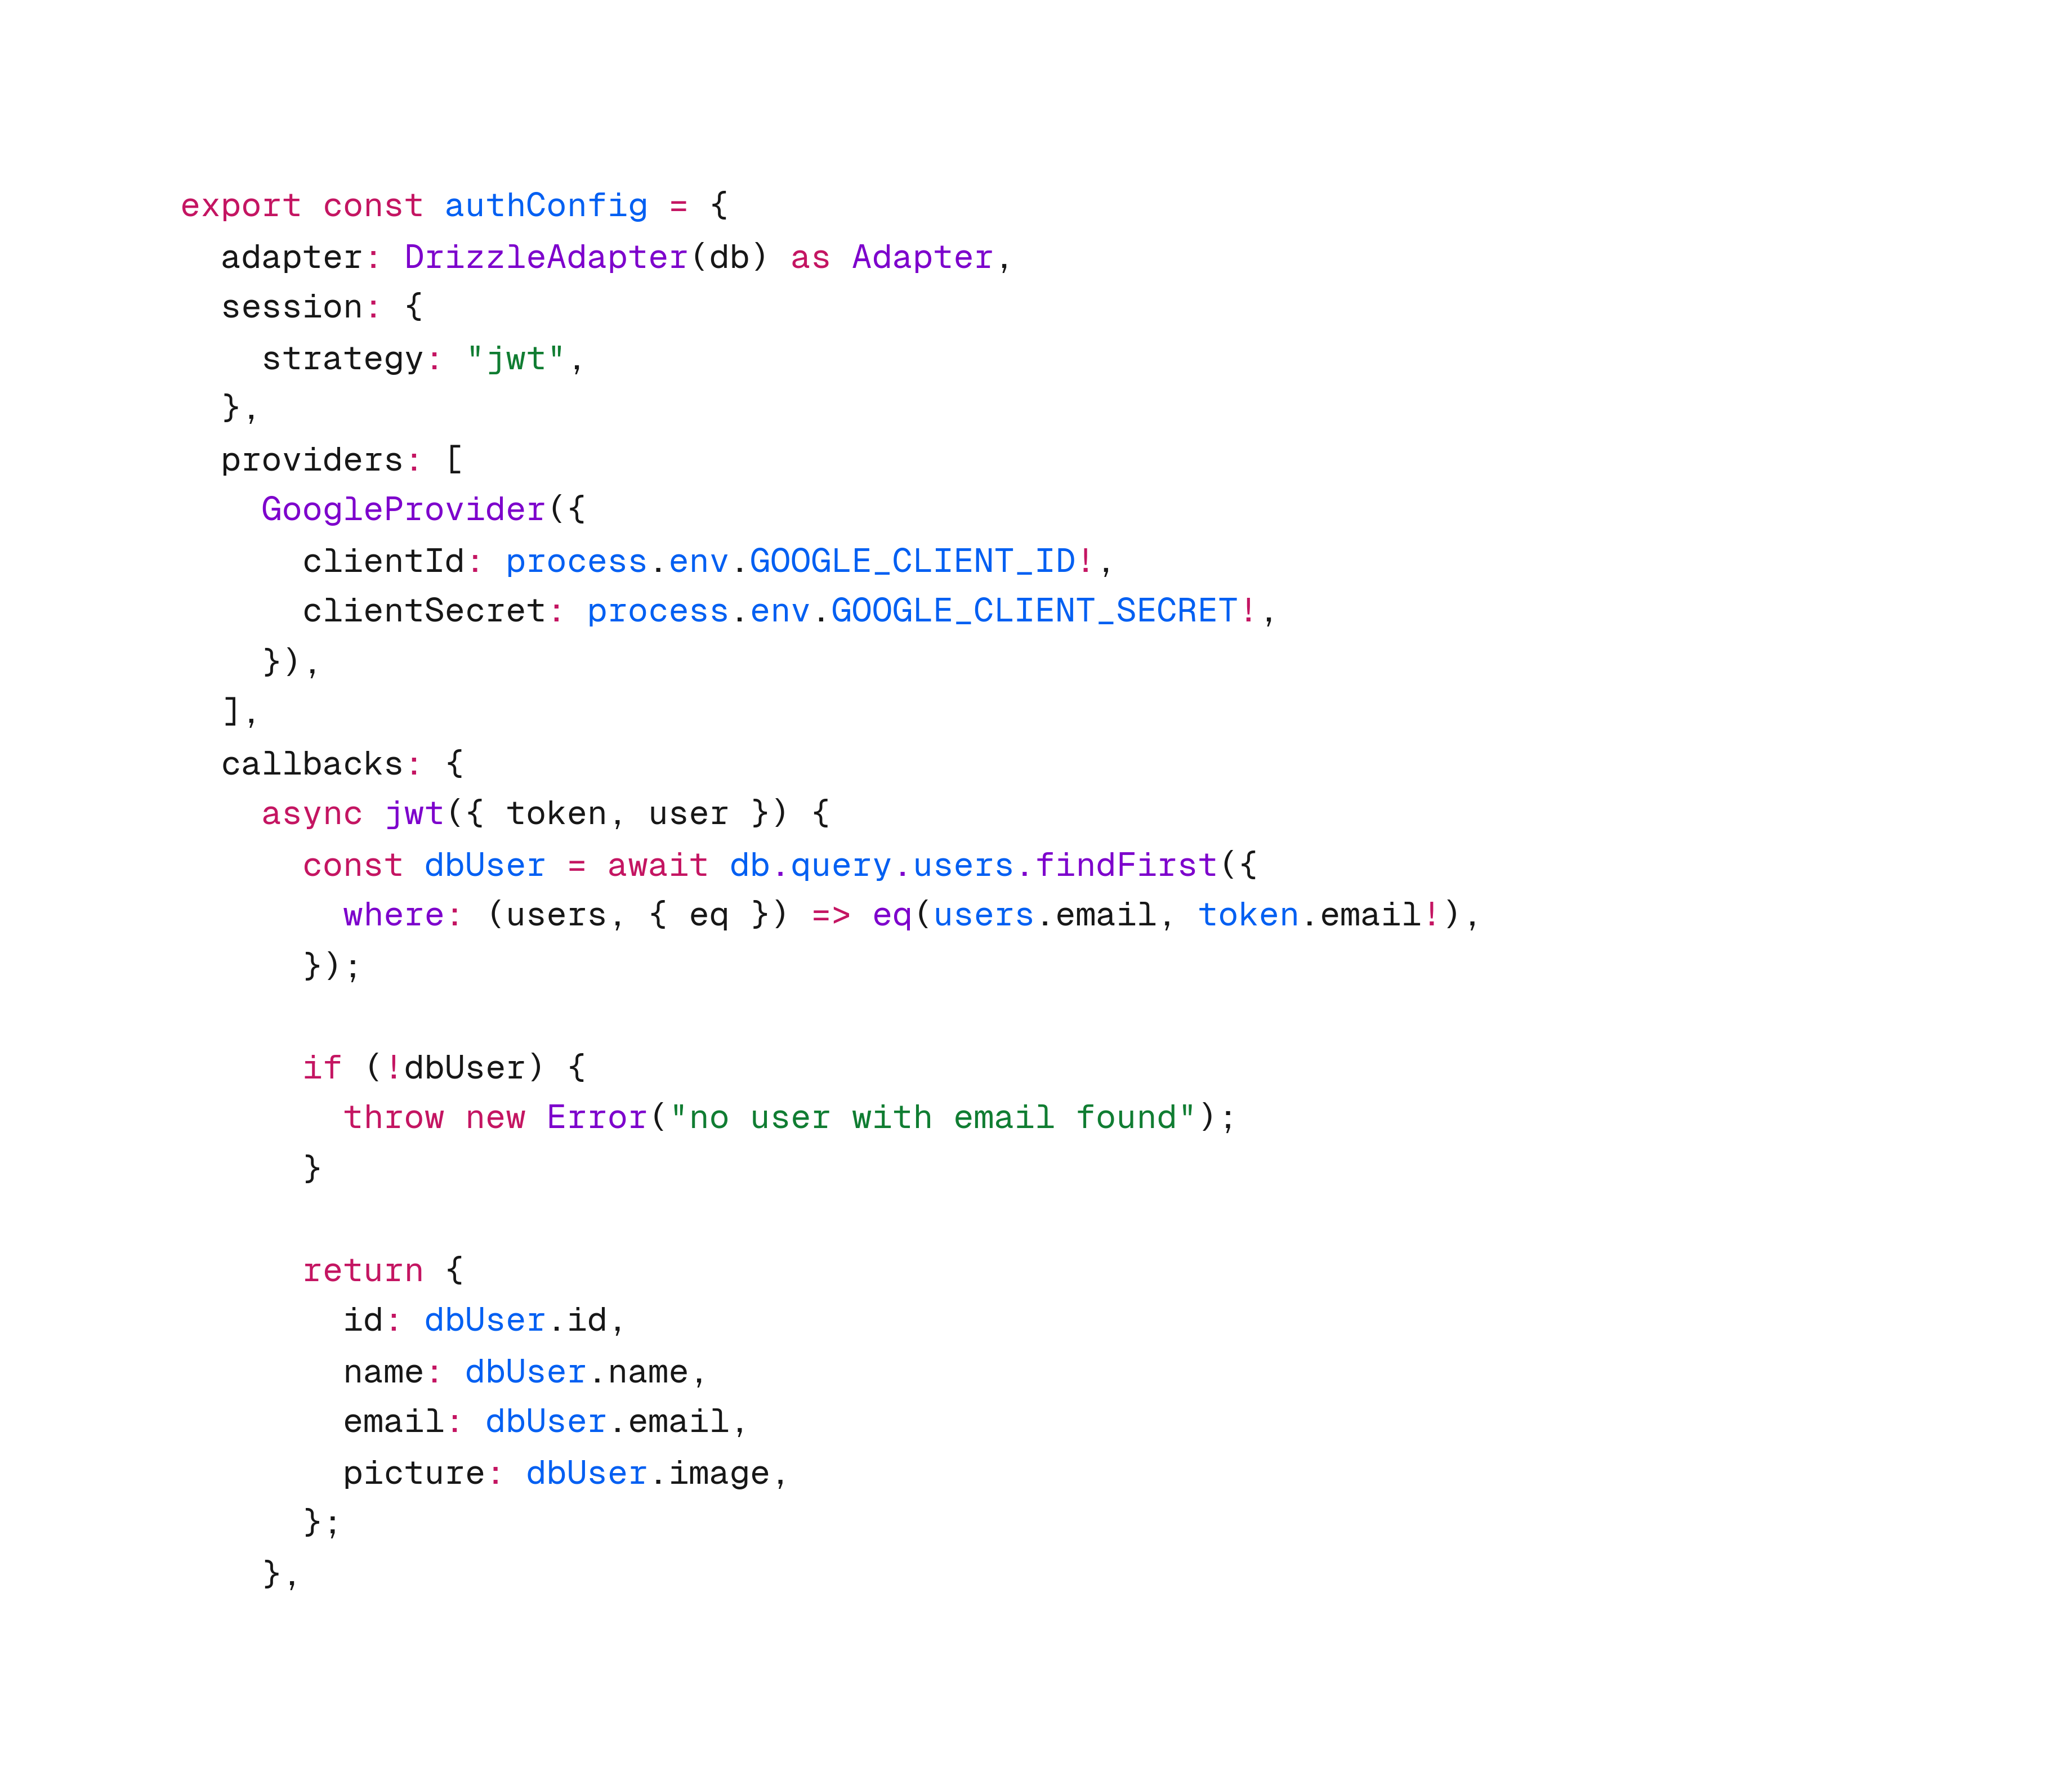 export const authConfig = {
  adapter: DrizzleAdapter(db) as Adapter,
  session: {
    strategy: "jwt",
  },
  providers: [
    GoogleProvider({
      clientId: process.env.GOOGLE_CLIENT_ID!,
      clientSecret: process.env.GOOGLE_CLIENT_SECRET!,
    }),
  ],
  callbacks: {
    async jwt({ token, user }) {
      const dbUser = await db.query.users.findFirst({
        where: (users, { eq }) => eq(users.email, token.email!),
      });

      if (!dbUser) {
        throw new Error("no user with email found");
      }

      return {
        id: dbUser.id,
        name: dbUser.name,
        email: dbUser.email,
        picture: dbUser.image,
      };
    },